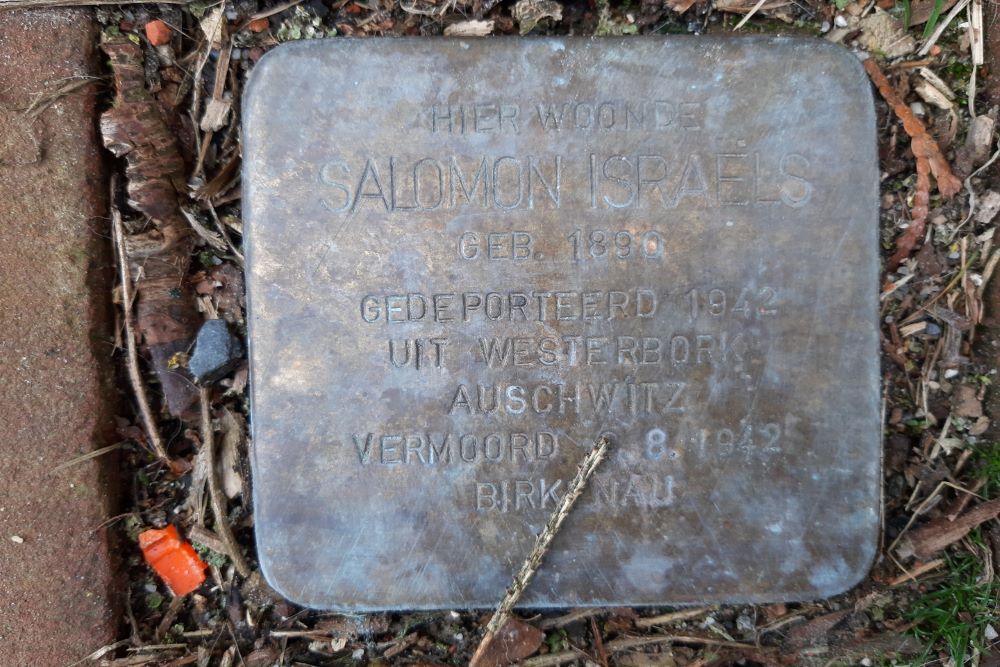 HIER WOONDE
SALOMON ISRAËLS
GEB. 1890
GEDEPORTEERD 1942
UIT WESTERBORK
AUSCHWITZ
VERMOORD 8. 1942
BIRKENAU